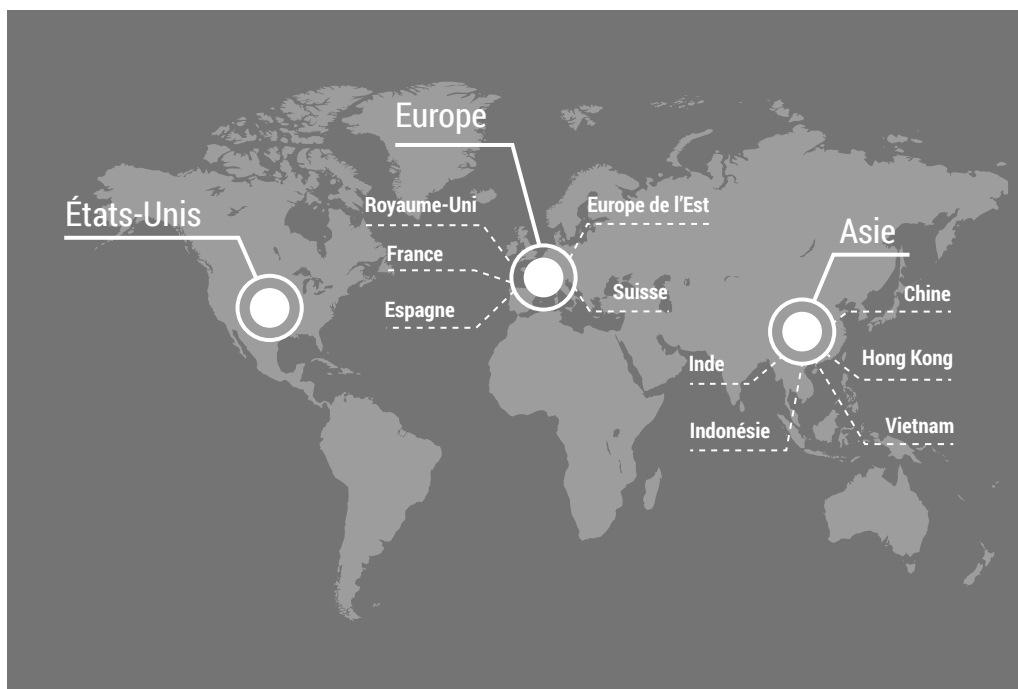 Europe
États-Unis
Royaume-Uni
Europe de l’Est
France
Espagne
Suisse
Asie
Chine
Inde
Hong Kong
Indonésie
Vietnam